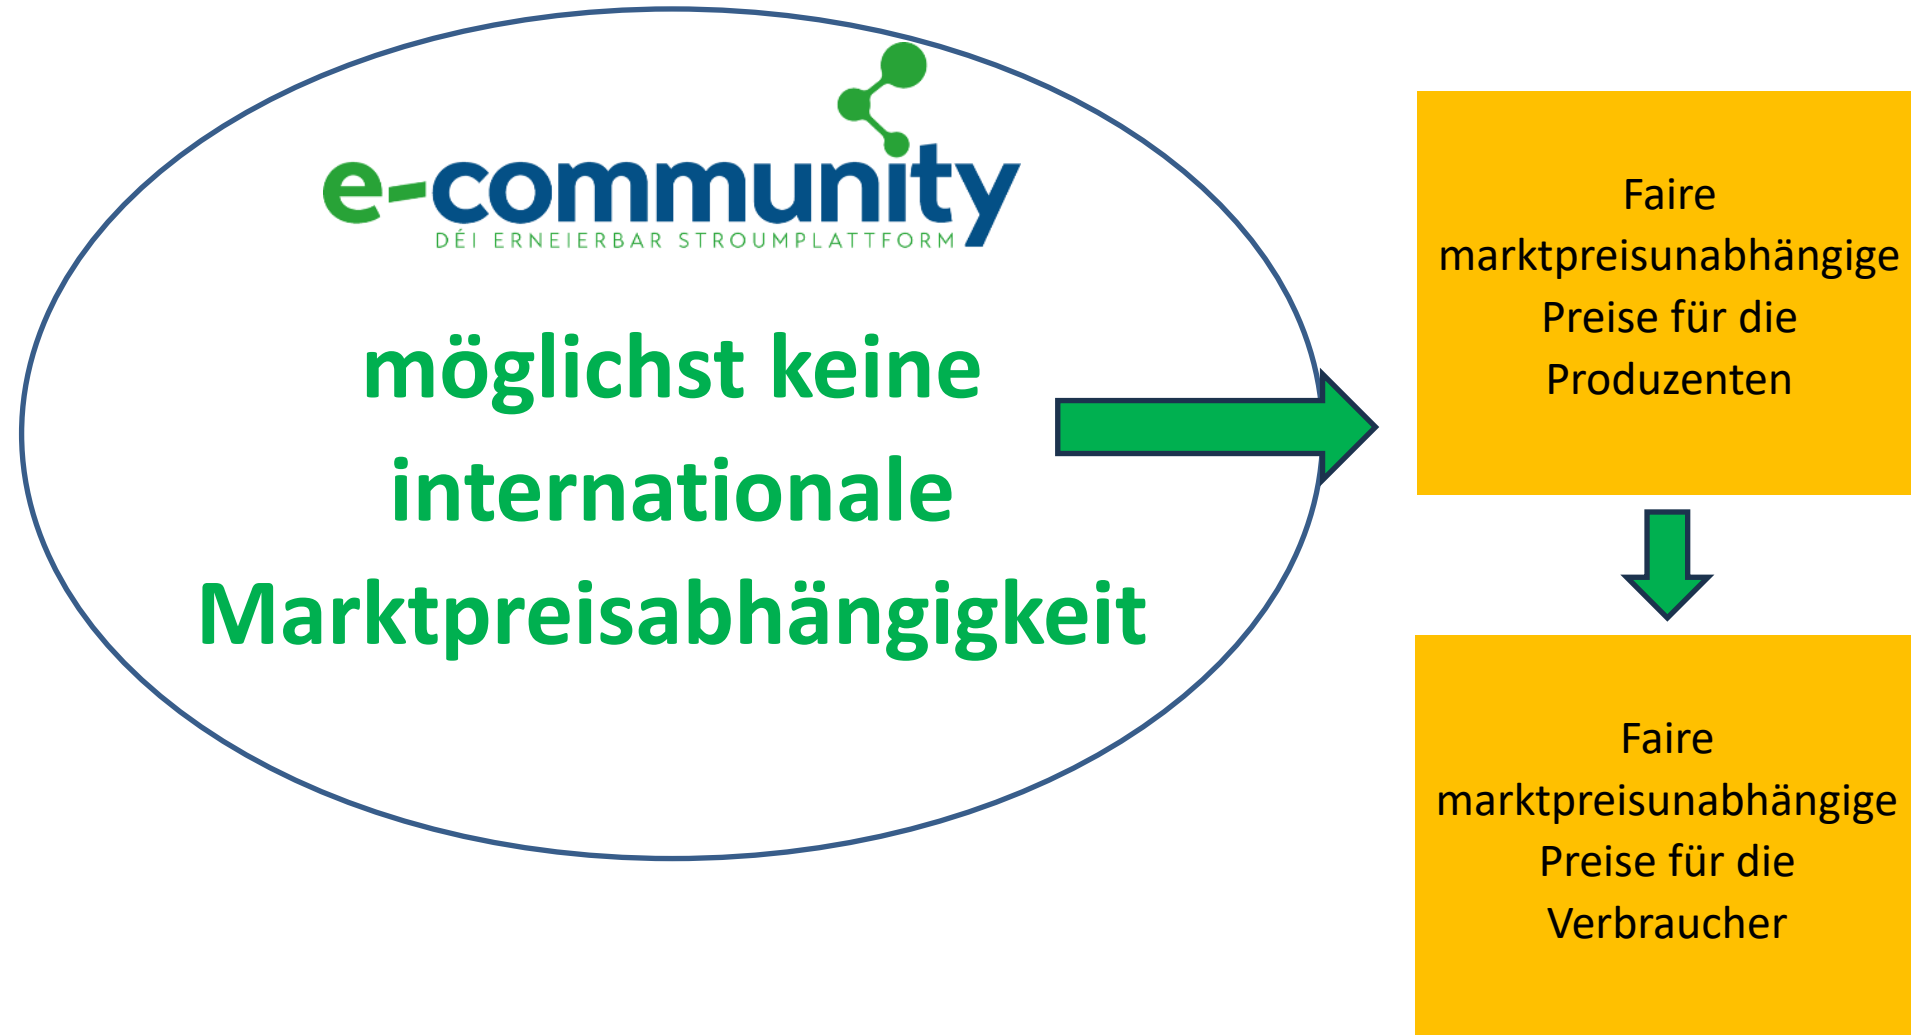 e-community
DÉI ERNEIERBAR STROUMPLATTFORM
möglichst keine
internationale
Marktpreisabhängigkeit
Faire
marktpreisunabhängige
Preise für die
Produzenten
Faire
marktpreisunabhängige
Preise für die
Verbraucher